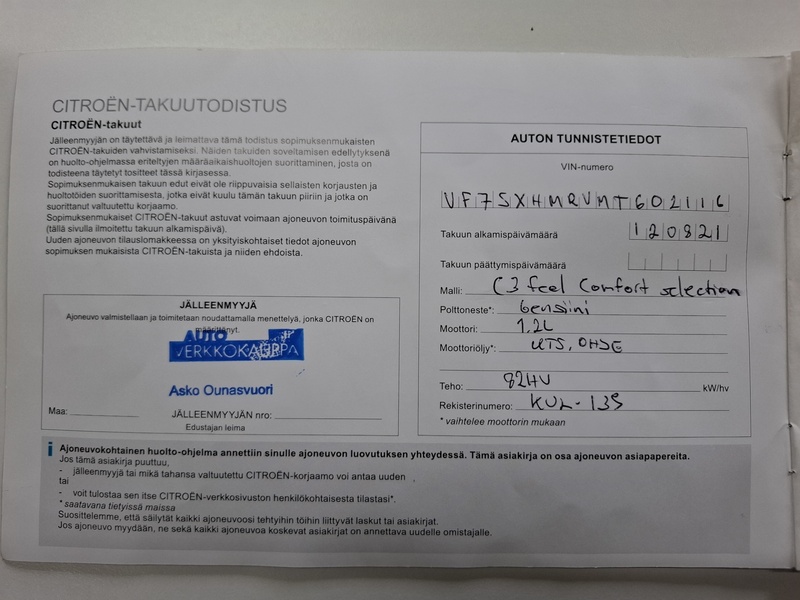 CITROËN-TAKUUTODISTUS
CITROËN-takuut
Jälleenmyyjän on täytettävä ja leimattava tämä todistus sopimuksenmukaisten
CITROËN-takuiden vahvistamiseksi. Näiden takuiden soveltamisen edellytyksenä
on huolto-ohjelmassa eriteltyjen määräaikaishuoltojen suorittaminen, josta on
todisteena täytetyt tositteet tässä kirjasessa.
Sopimuksenmukaisen takuun edut eivät ole riippuvaisia sellaisten korjausten ja
huoltotöiden suorittamisesta, jotka eivät kuulu tämän takuun piiriin ja jotka on
suorittanut valtuutettu korjaamo.
Sopimuksenmukaiset CITROËN-takuut astuvat voimaan ajoneuvon toimituspäivänä
(tällä sivulla ilmoitettu takuun alkamispäivä).
Uuden ajoneuvon tilauslomakkeessa on yksityiskohtaiset tiedot ajoneuvon
sopimuksen mukaisista CITROËN-takuista ja niiden ehdoista.
JÄLLEENMYYJÄ
Ajoneuvo valmistellaan ja toimitetaan noudattamalla menettelyä, jonka CITROËN on
määrittänyt.
AUTO
VERKKOKAUPPA
Asko Ounasvuori
Maa:
JÄLLEENMYYJÄN nro:
Edustajan leima
AUTON TUNNISTETIEDOT
VIN-numero
VF7SXHMRVMT602116
Takuun alkamispäivämäärä 120821
Takuun päättymispäivämäärä
Malli: C3 feel Comfort selection
Polttoneste*: bensiini
Moottori: 1,2L
Moottoriöljy*:
Teho: 82HV kW/hv
Rekisterinumero: KUL-139
* vaihtelee moottorin mukaan
i Ajoneuvokohtainen huolto-ohjelma annettiin sinulle ajoneuvon luovutuksen yhteydessä. Tämä asiakirja on osa ajoneuvon asiapapereita.
Jos tämä asiakirja puuttuu,
- jälleenmyyjä tai mikä tahansa valtuutettu CITROËN-korjaamo voi antaa uuden
tai
- voit tulostaa sen itse CITROËN-verkkosivuston henkilökohtaisesta tilastasi*.
* saatavana tietyissä maissa
Suosittelemme, että säilytät kaikki ajoneuvoosi tehtyihin töihin liittyvät laskut tai asiakirjat.
Jos ajoneuvo myydään, ne sekä kaikki ajoneuvoa koskevat asiakirjat on annettava uudelle omistajalle.